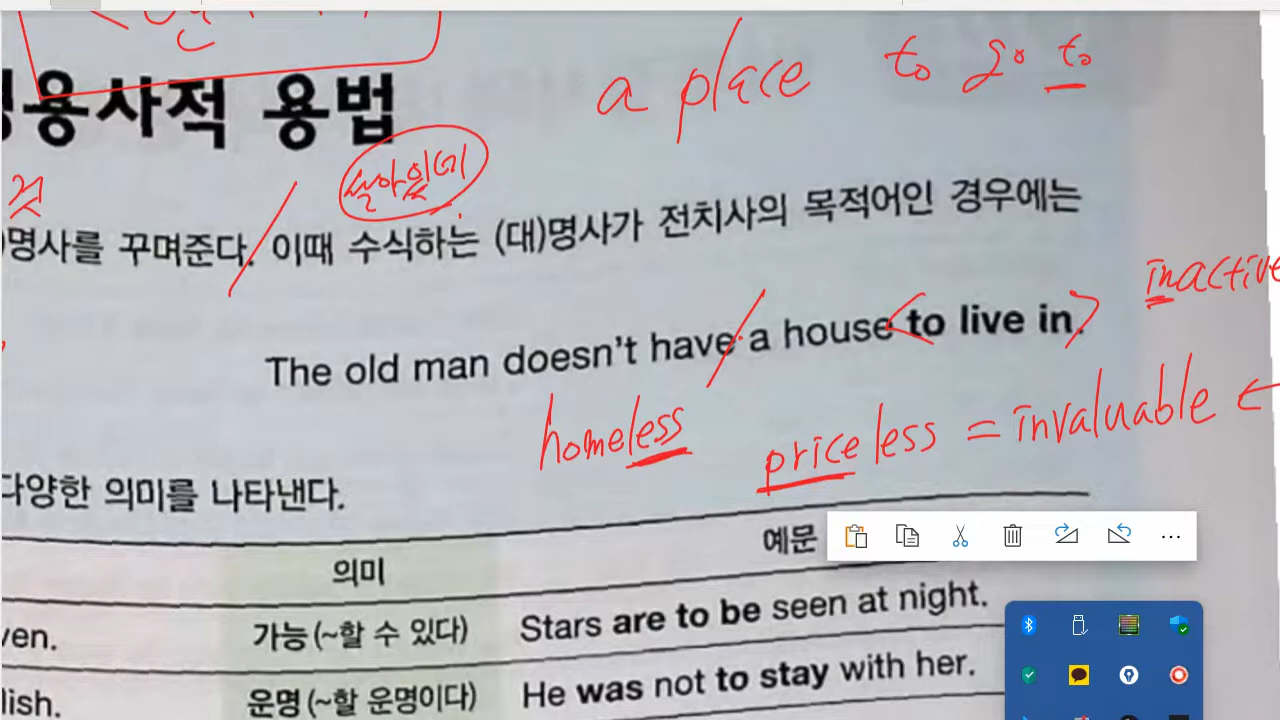 a place to go to
형용사적 용법
살아있네
명사를 꾸며준다. 이때 수식하는 (대)명사가 전치사의 목적어인 경우에는
inactive
The old man doesn't have a house to live in.
homeless
priceless = invaluable ←
다양한 의미를 나타낸다.
의미
예문
ven.
가능 (~할 수 있다)
Stars are to be seen at night.
lish.
운명 (~할 운명이다)
He was not to stay with her.